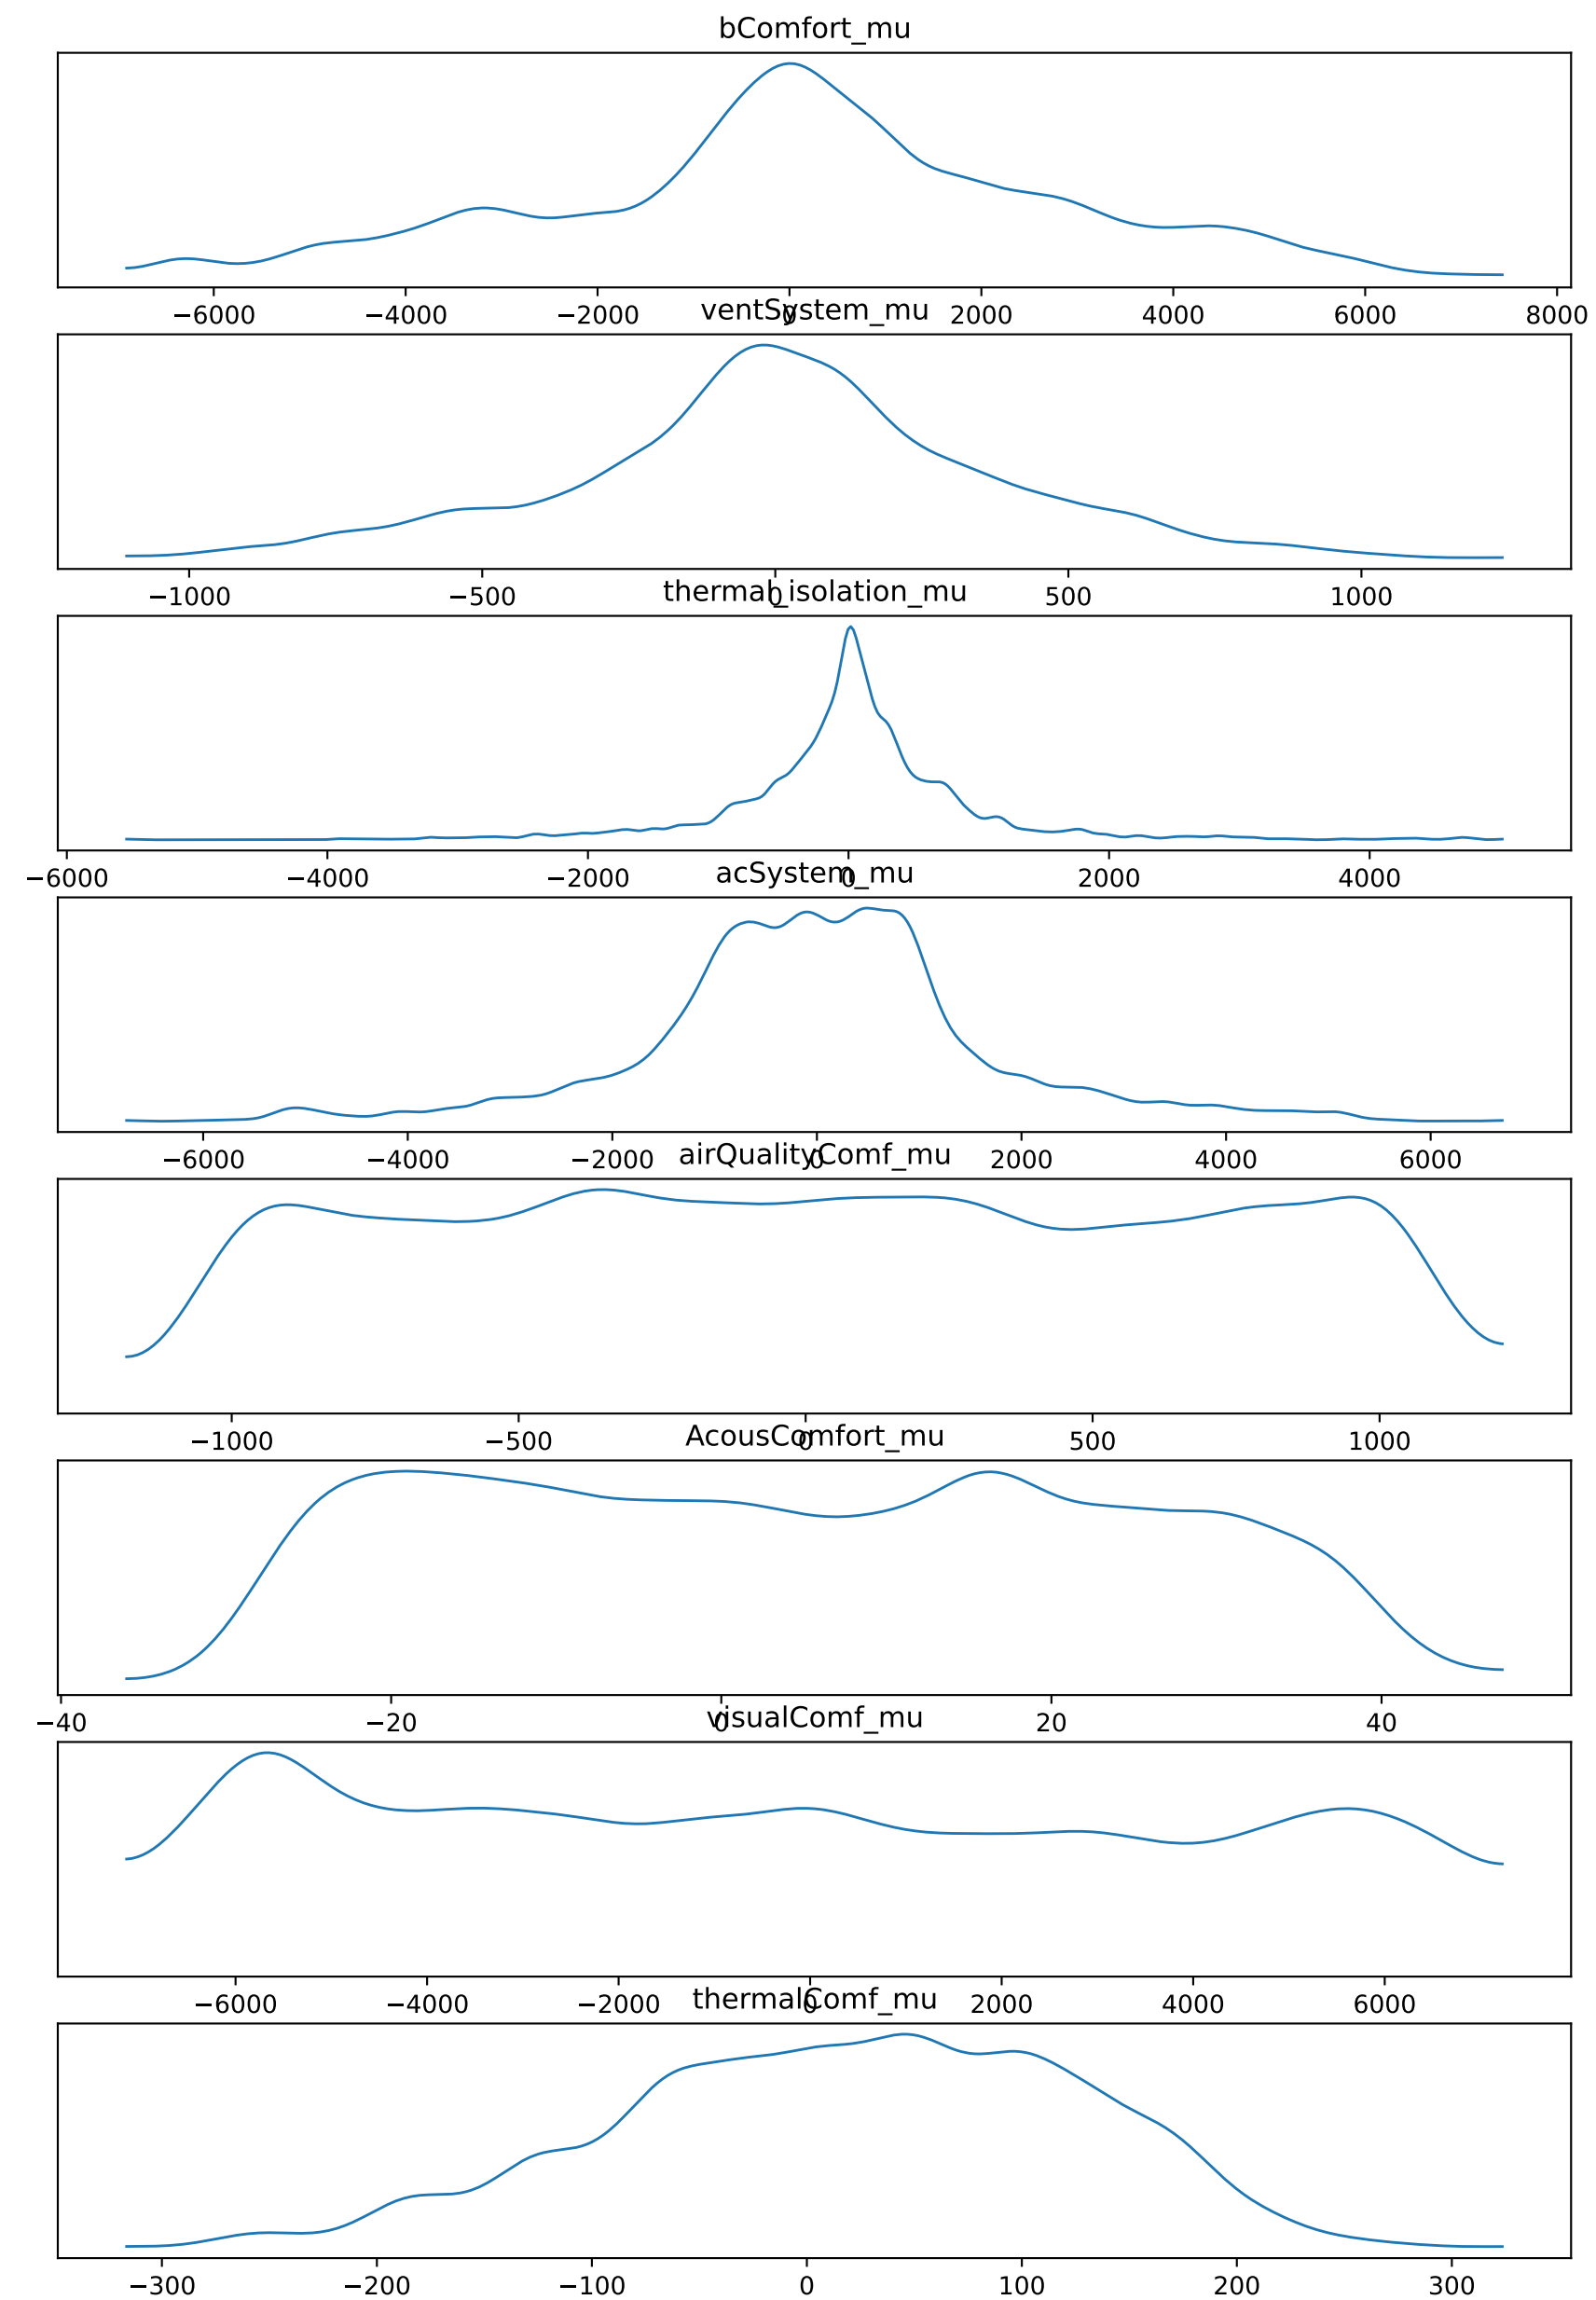 bComfort_mu
−6000 −4000 −2000 0 2000 4000 6000 8000
ventSystem_mu
−1000 −500 0 500 1000
thermal_isolation_mu
−6000 −4000 −2000 0 2000 4000
acSystem_mu
−6000 −4000 −2000 0 2000 4000 6000
airQualityComf_mu
−1000 −500 0 500 1000
AcousComfort_mu
−40 −20 0 20 40
visualComf_mu
−6000 −4000 −2000 0 2000 4000 6000
thermalComf_mu
−300 −200 −100 0 100 200 300